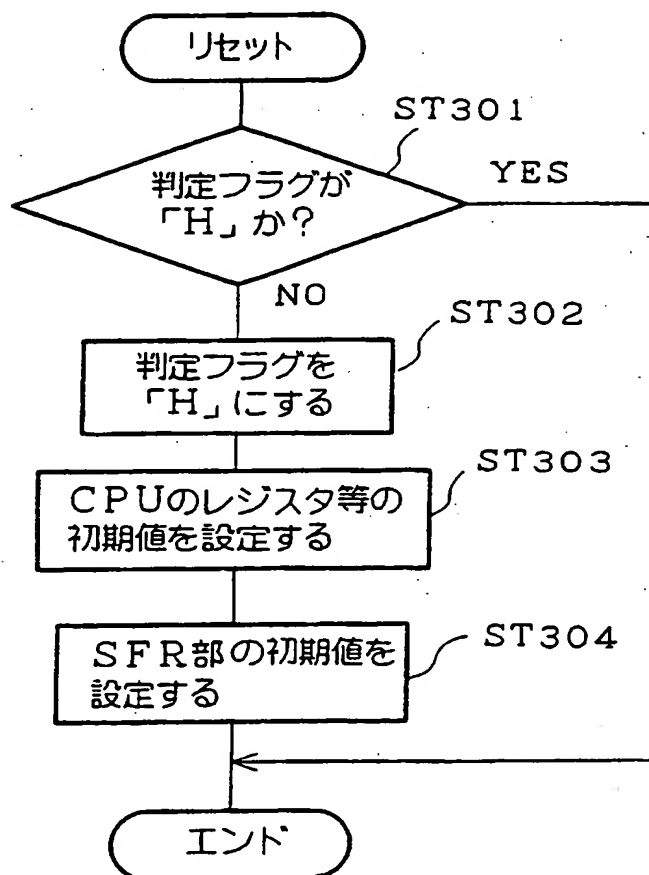 リセット
ST301
判定フラグが
「H」か?
YES
NO
ST302
判定フラグを
「H」にする
ST303
CPUのレジスタ等の
初期値を設定する
ST304
SFR部の初期値を
設定する
エンド